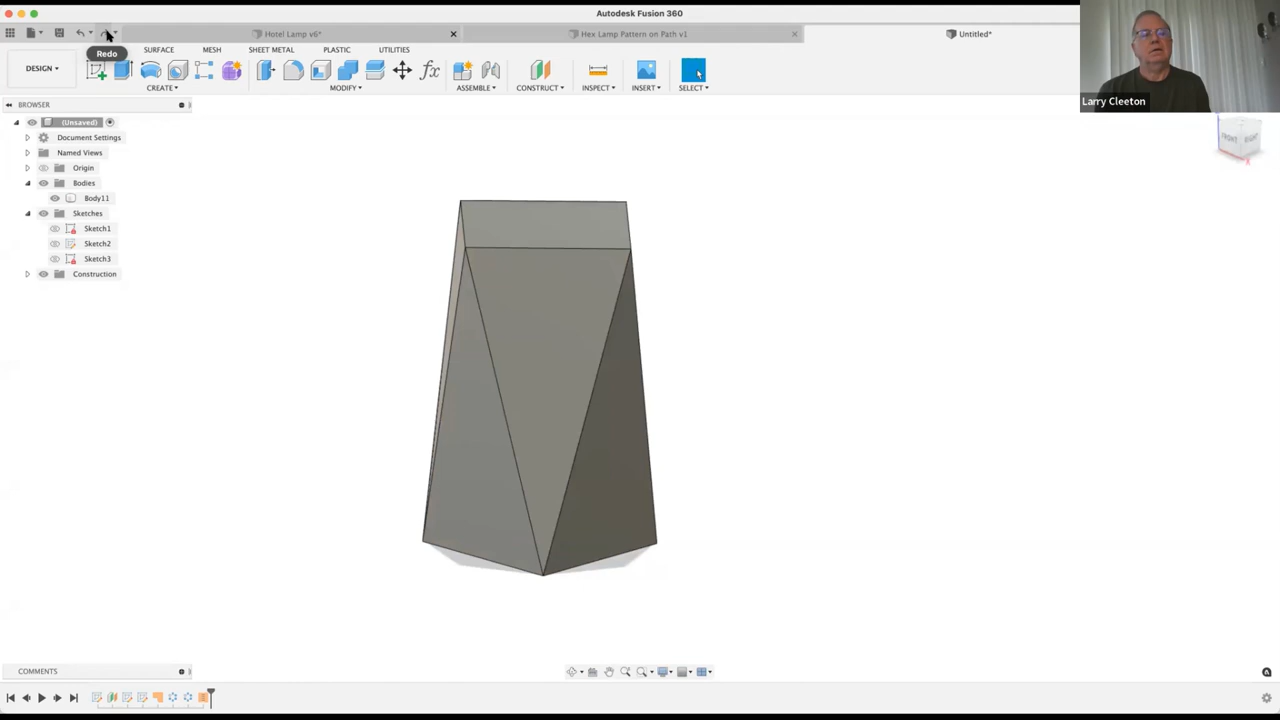 Autodesk Fusion 360
Hotel Lamp v6*
Hex Lamp Pattern on Path v1
Untitled*
Redo
SURFACE
MESH
SHEET METAL
PLASTIC
UTILITIES
DESIGN
CREATE
MODIFY
ASSEMBLE
CONSTRUCT
INSPECT
INSERT
SELECT
Larry Cleeton
BROWSER
(Unsaved)
Document Settings
Named Views
Origin
Bodies
Body11
Sketches
Sketch1
Sketch2
Sketch3
Construction
FRONT
RIGHT
COMMENTS